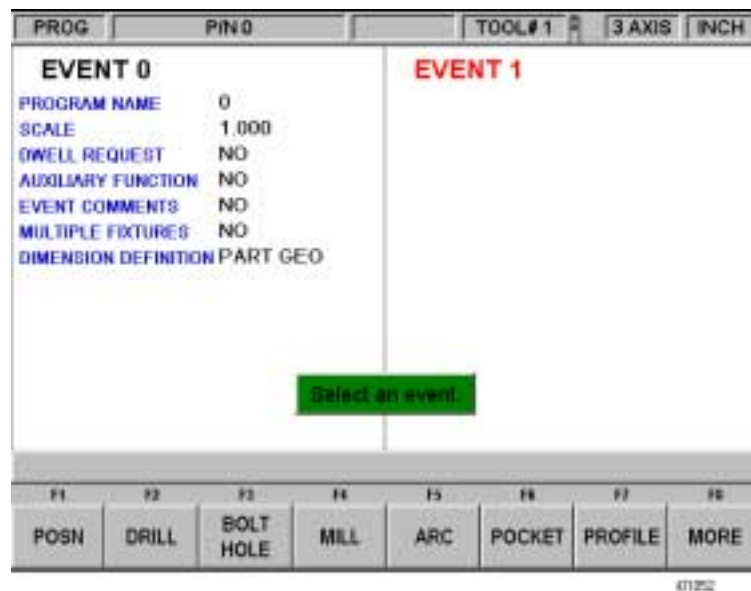 PROG P/N 0 TOOL# 1 R 3 AXIS INCH
EVENT 0
PROGRAM NAME 0
SCALE 1.000
DWELL REQUEST NO
AUXILIARY FUNCTION NO
EVENT COMMENTS NO
MULTIPLE FIXTURES NO
DIMENSION DEFINITION PART GEO
EVENT 1
Select an event.
F1 F2 F3 F4 F5 F6 F7 F8
POSN DRILL BOLT HOLE MILL ARC POCKET PROFILE MORE